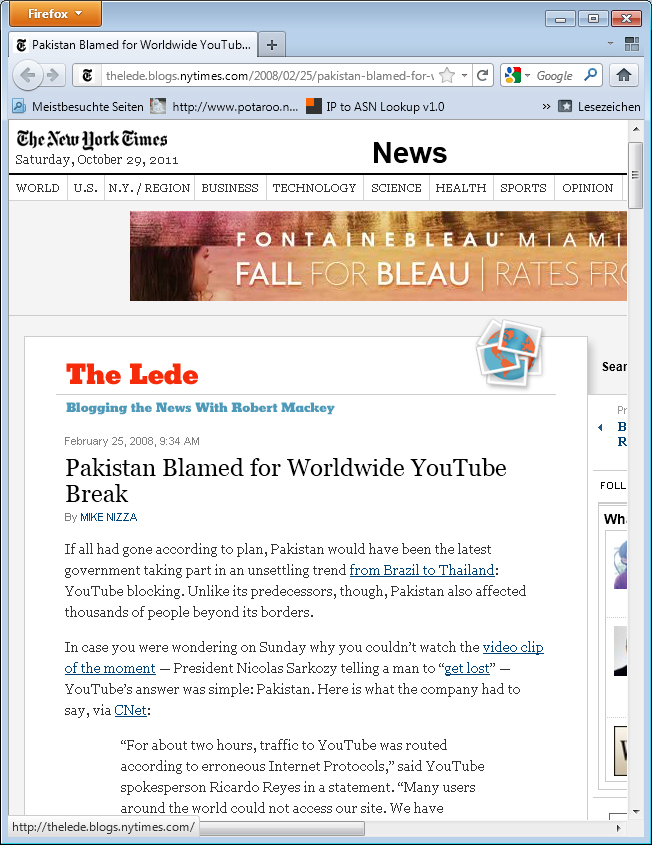 Firefox
Pakistan Blamed for Worldwide YouTub...
thelede.blogs.nytimes.com/2008/02/25/pakistan-blamed-for-
Google
Meistbesuchte Seiten http://www.potaroo.n... IP to ASN Lookup v1.0 » Lesezeichen
The New York Times
Saturday, October 29, 2011
News
WORLD U.S. N.Y. / REGION BUSINESS TECHNOLOGY SCIENCE HEALTH SPORTS OPINION
FONTAINEBLEAU MIAMI
FALL FOR BLEAU | RATES FRO
The Lede
Blogging the News With Robert Mackey
Sear
Pr
B
R
FOLL
Wha
February 25, 2008, 9:34 AM
Pakistan Blamed for Worldwide YouTube
Break
By MIKE NIZZA
If all had gone according to plan, Pakistan would have been the latest
government taking part in an unsettling trend from Brazil to Thailand:
YouTube blocking. Unlike its predecessors, though, Pakistan also affected
thousands of people beyond its borders.
In case you were wondering on Sunday why you couldn’t watch the video clip
of the moment — President Nicolas Sarkozy telling a man to “get lost” —
YouTube’s answer was simple: Pakistan. Here is what the company had to
say, via CNet:
“For about two hours, traffic to YouTube was routed
according to erroneous Internet Protocols,” said YouTube
spokesperson Ricardo Reyes in a statement. “Many users
around the world could not access our site. We have
http://thelede.blogs.nytimes.com/